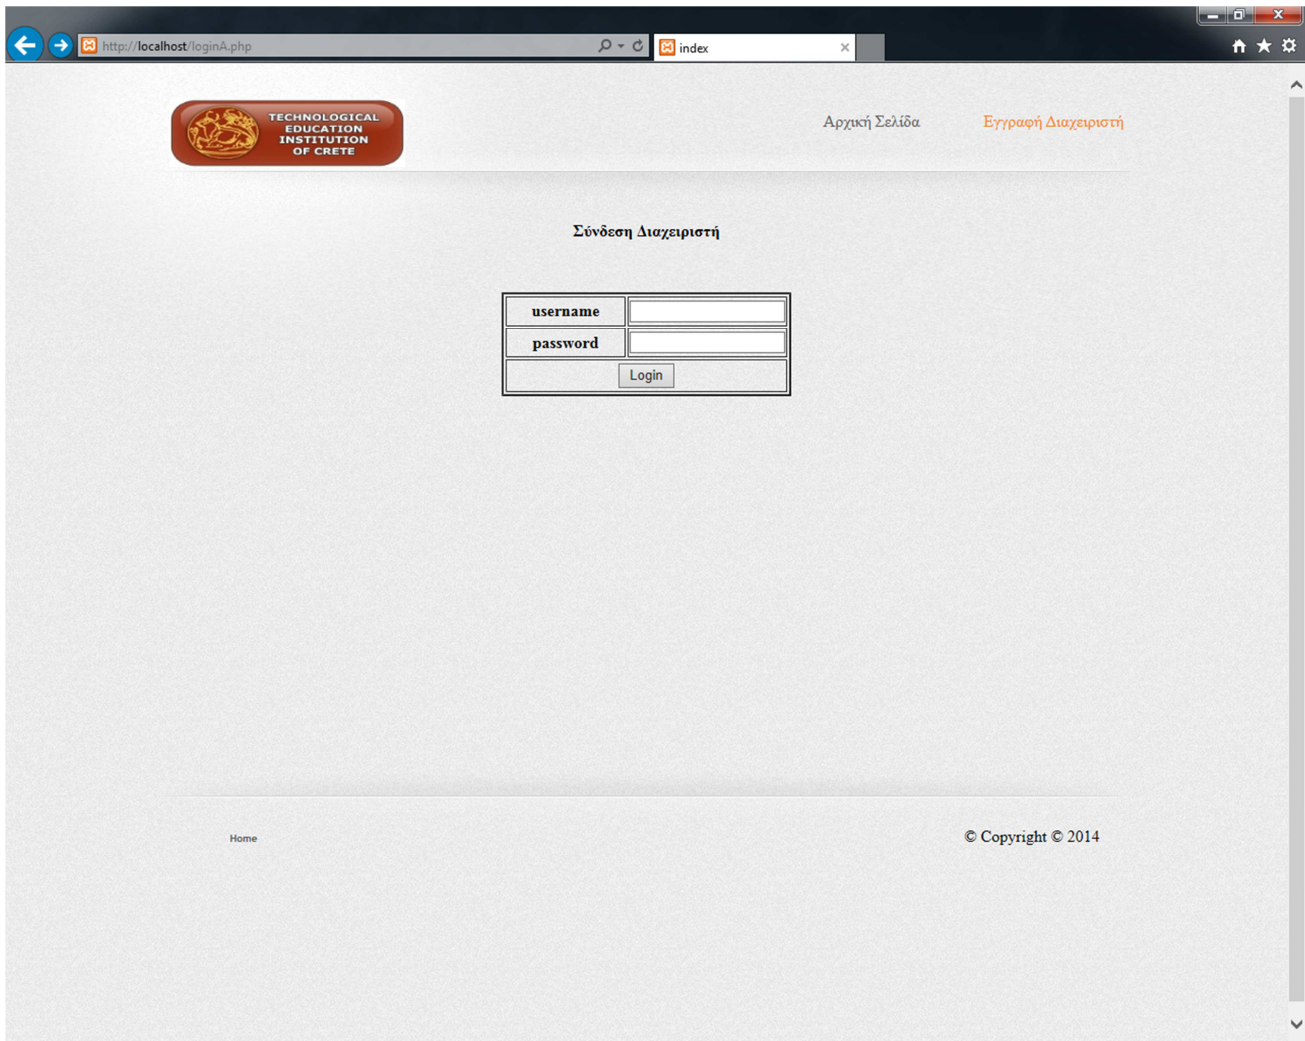 http://localhost/loginA.php
index
TECHNOLOGICAL
EDUCATION
INSTITUTION
OF CRETE
Αρχική Σελίδα
Εγγραφή Διαχειριστή
Σύνδεση Διαχειριστή
username
password
Login
Home
© Copyright © 2014